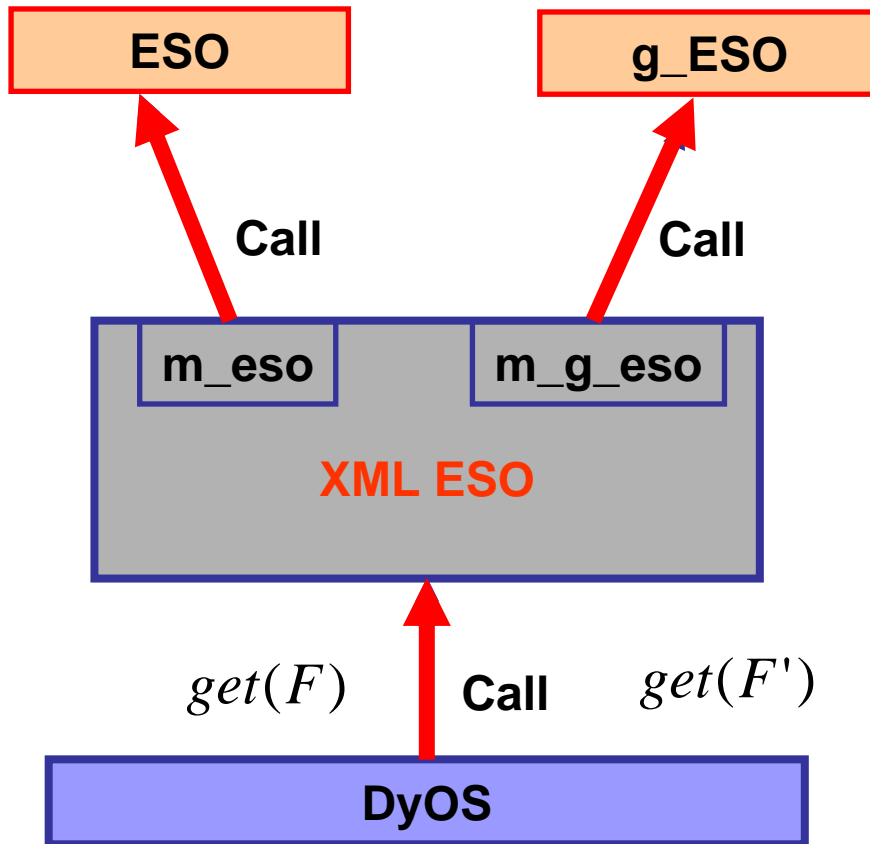 ESO
g_ESO
Call
Call
m_eso
m_g_eso
XML ESO
get(F)
Call
get(F')
DyOS